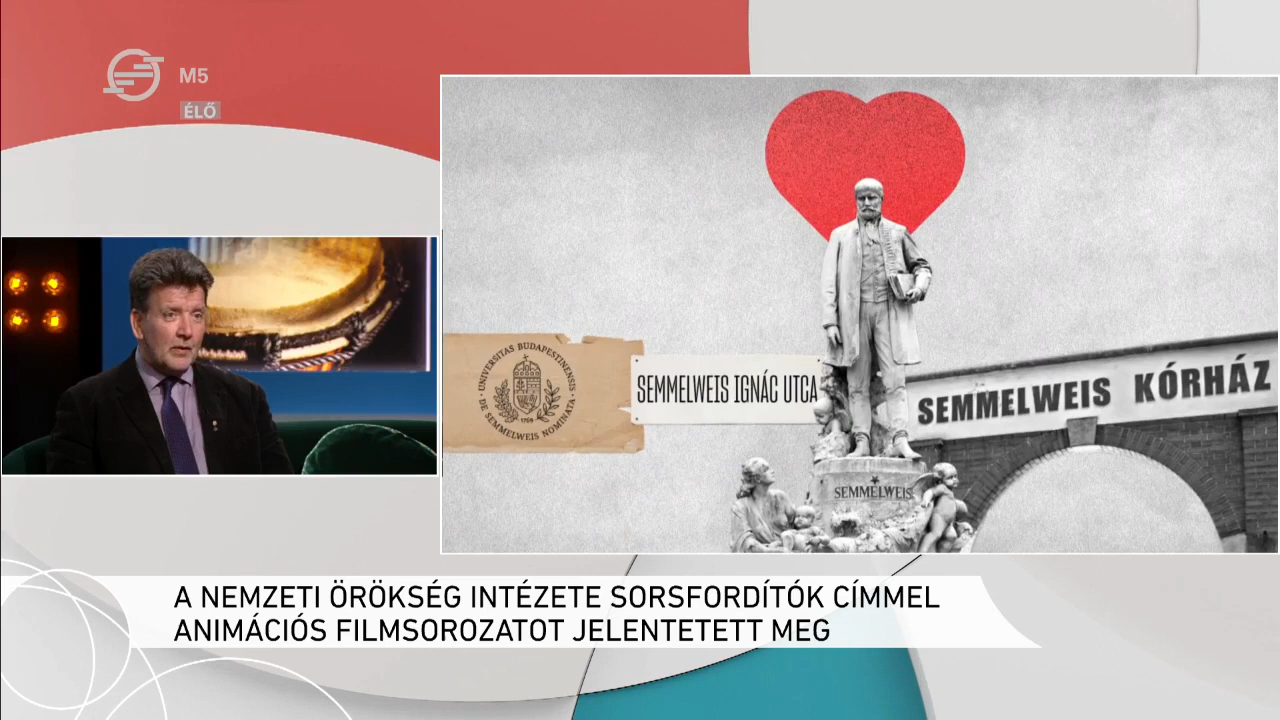 M5
ÉLŐ
UNIVERSITAS BUDAPESTINENSIS
DE SEMMELWEIS NOMINATA
1769
SEMMELWEIS IGNÁC UTCA
SEMMELWEIS KÓRHÁZ
SEMMELWEIS
A NEMZETI ÖRÖKSÉG INTÉZETE SORSFORDÍTÓK CÍMMEL
ANIMÁCIÓS FILMSOROZATOT JELENTETETT MEG